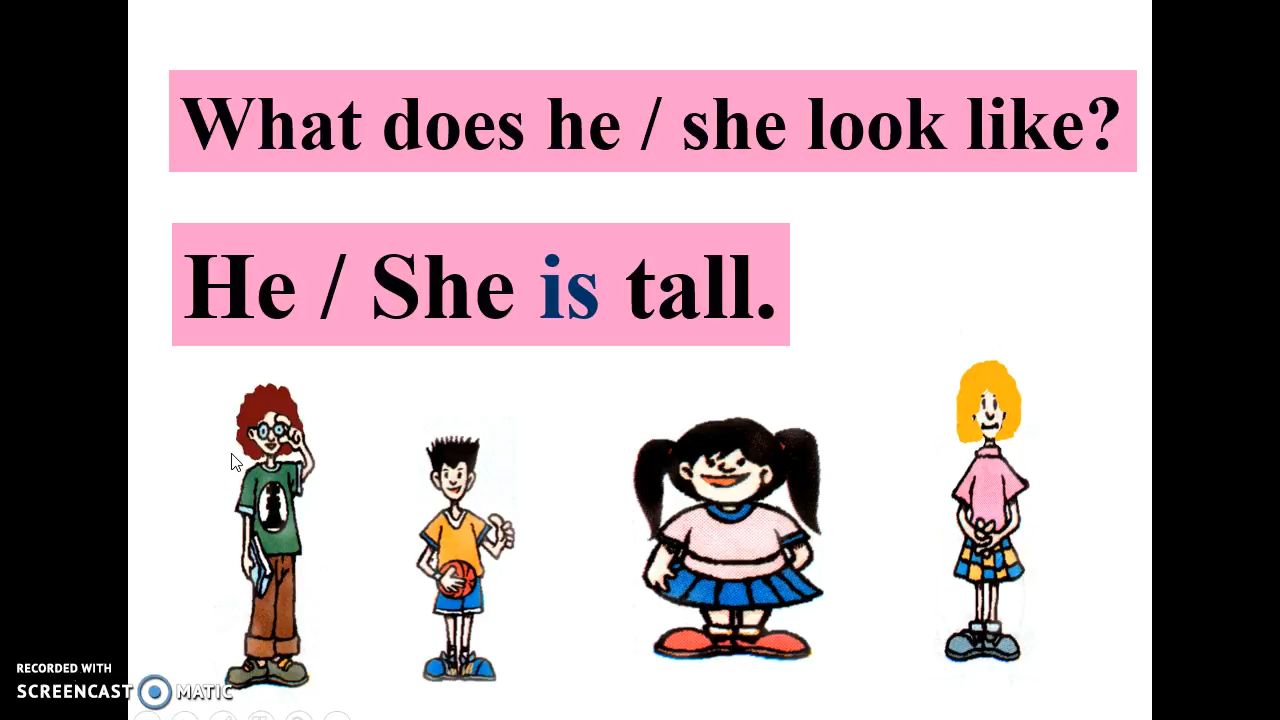 What does he / she look like?
He / She is tall.
RECORDED WITH
SCREENCAST MATIC